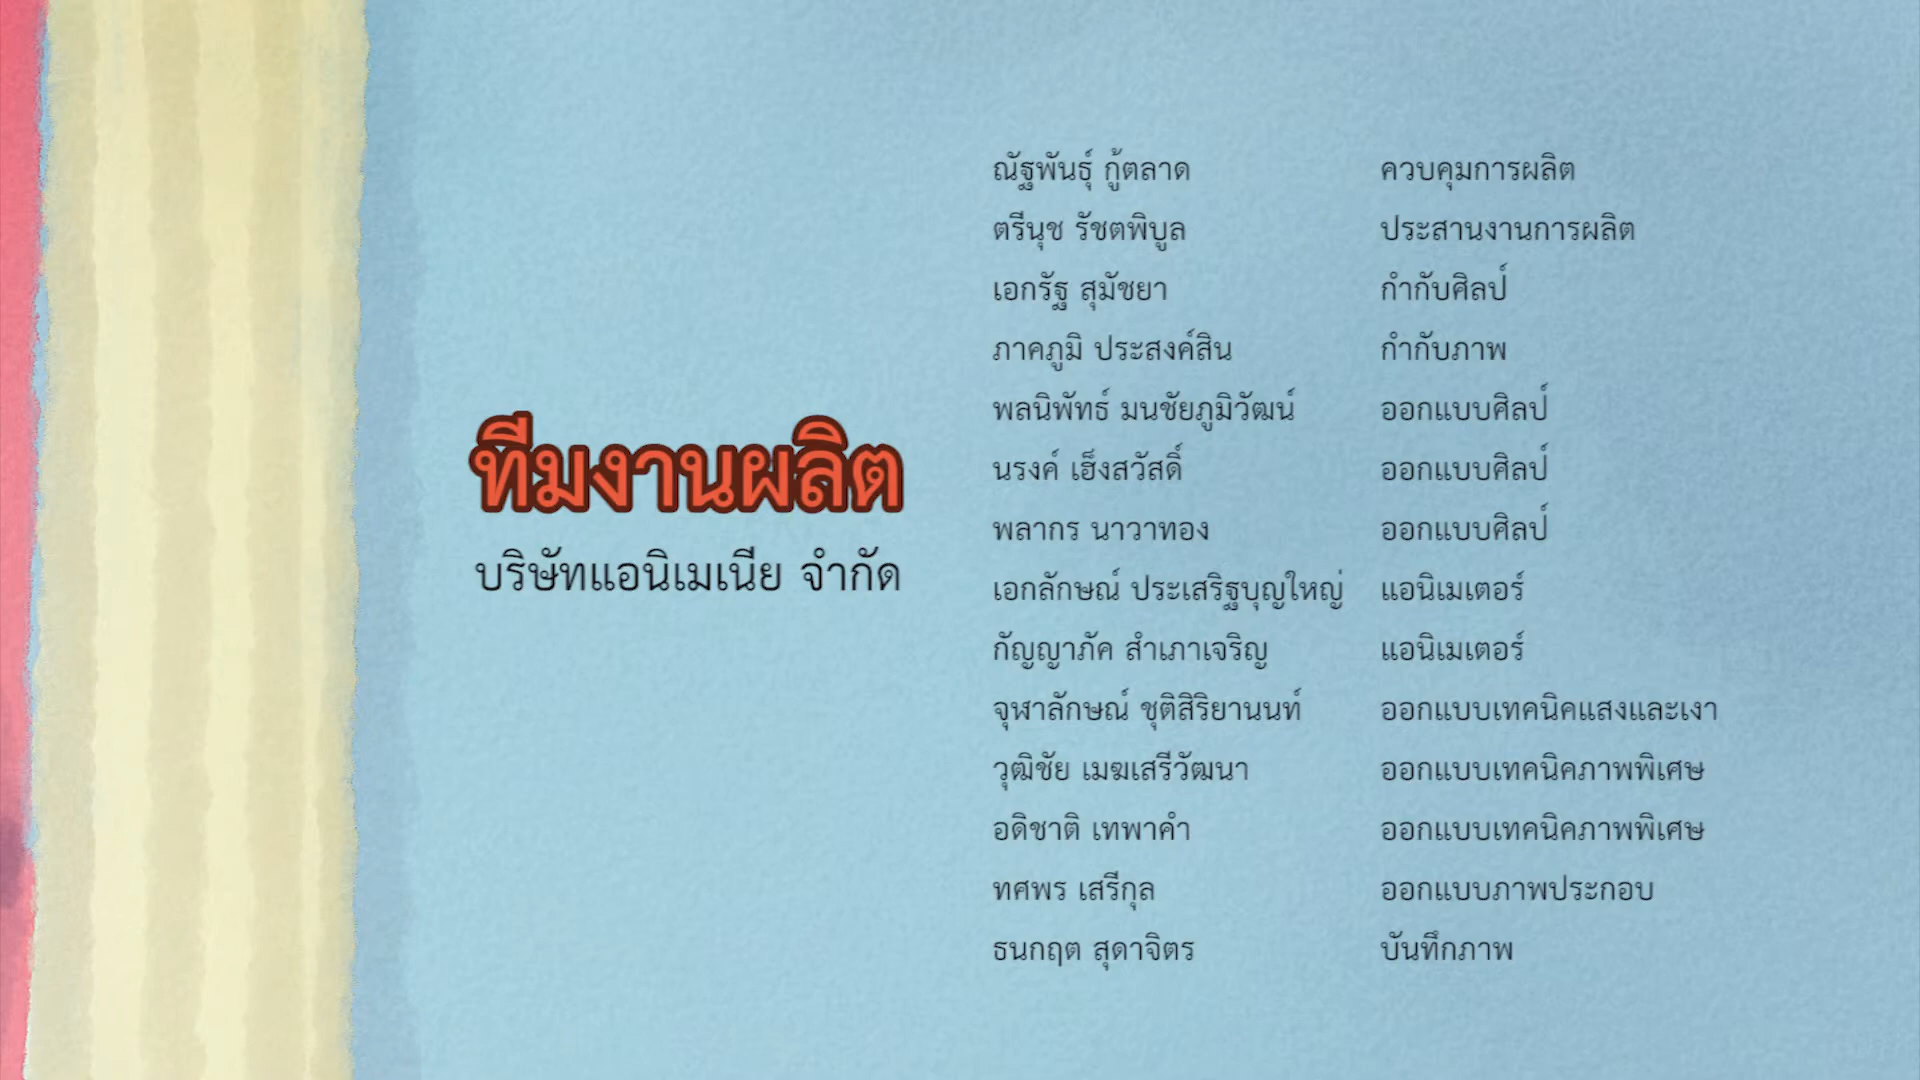 ทีมงานผลิต
บริษัทแอนิเมเนีย จำกัด
ณัฐพันธุ์ กู้ตลาด ควบคุมการผลิต
ตรีนุช รัชตพิบูล ประสานงานการผลิต
เอกรัฐ สุมัชยา กำกับศิลป์
ภาคภูมิ ประสงค์สิน กำกับภาพ
พลนิพัทธ์ มนชัยภูมิวัฒน์ ออกแบบศิลป์
นรงค์ เฮ็งสวัสดิ์ ออกแบบศิลป์
พลากร นาวาทอง ออกแบบศิลป์
เอกลักษณ์ ประเสริฐบุญใหญ่ แอนิเมเตอร์
กัญญาภัค สำเภาเจริญ แอนิเมเตอร์
จุฬาลักษณ์ ชุติสิริยานนท์ ออกแบบเทคนิคแสงและเงา
วุฒิชัย เมฆเสรีวัฒนา ออกแบบเทคนิคภาพพิเศษ
อดิชาติ เทพาคำ ออกแบบเทคนิคภาพพิเศษ
ทศพร เสรีกุล ออกแบบภาพประกอบ
ธนกฤต สุดาจิตร บันทึกภาพ